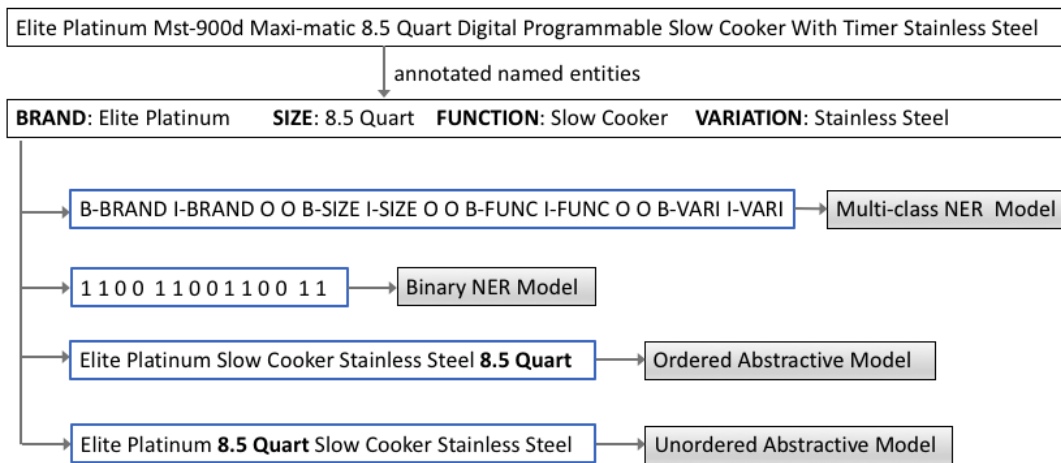 Elite Platinum Mst-900d Maxi-matic 8.5 Quart Digital Programmable Slow Cooker With Timer Stainless Steel
annotated named entities
BRAND: Elite Platinum SIZE: 8.5 Quart FUNCTION: Slow Cooker VARIATION: Stainless Steel
B-BRAND I-BRAND O O B-SIZE I-SIZE O O B-FUNC I-FUNC O O B-VARI I-VARI
Multi-class NER Model
1 1 0 0 1 1 0 0 1 1 0 0 1 1
Binary NER Model
Elite Platinum Slow Cooker Stainless Steel 8.5 Quart
Ordered Abstractive Model
Elite Platinum 8.5 Quart Slow Cooker Stainless Steel
Unordered Abstractive Model